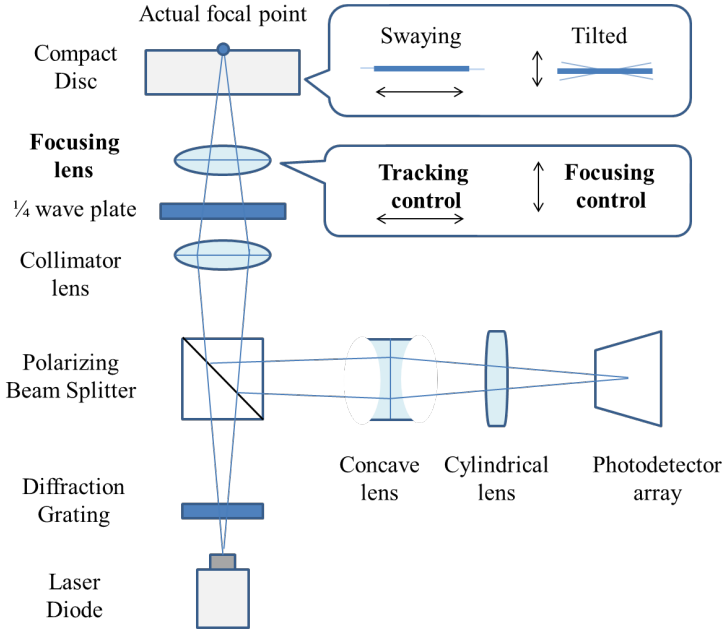 Actual focal point
Compact
Disc
Swaying
Tilted
Focusing
lens
Tracking
control
Focusing
control
¼ wave plate
Collimator
lens
Polarizing
Beam Splitter
Concave
lens
Cylindrical
lens
Photodetector
array
Diffraction
Grating
Laser
Diode